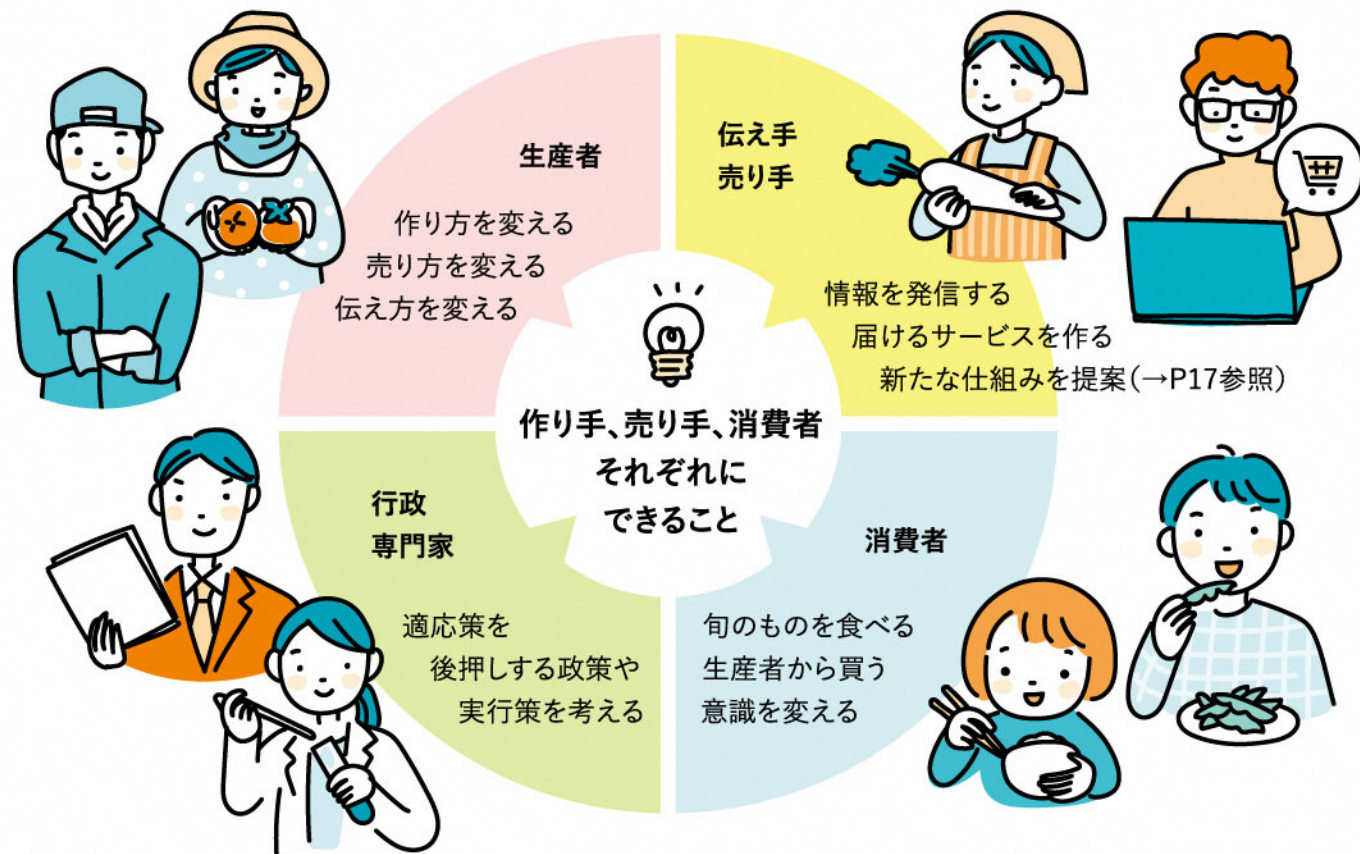 生産者
作り方を変える
売り方を変える
伝え方を変える
伝え手
売り手
情報を発信する
届けるサービスを作る
新たな仕組みを提案(→P17参照)
作り手、売り手、消費者
それぞれに
できること
行政
専門家
適応策を
後押しする政策や
実行策を考える
消費者
旬のものを食べる
生産者から買う
意識を変える